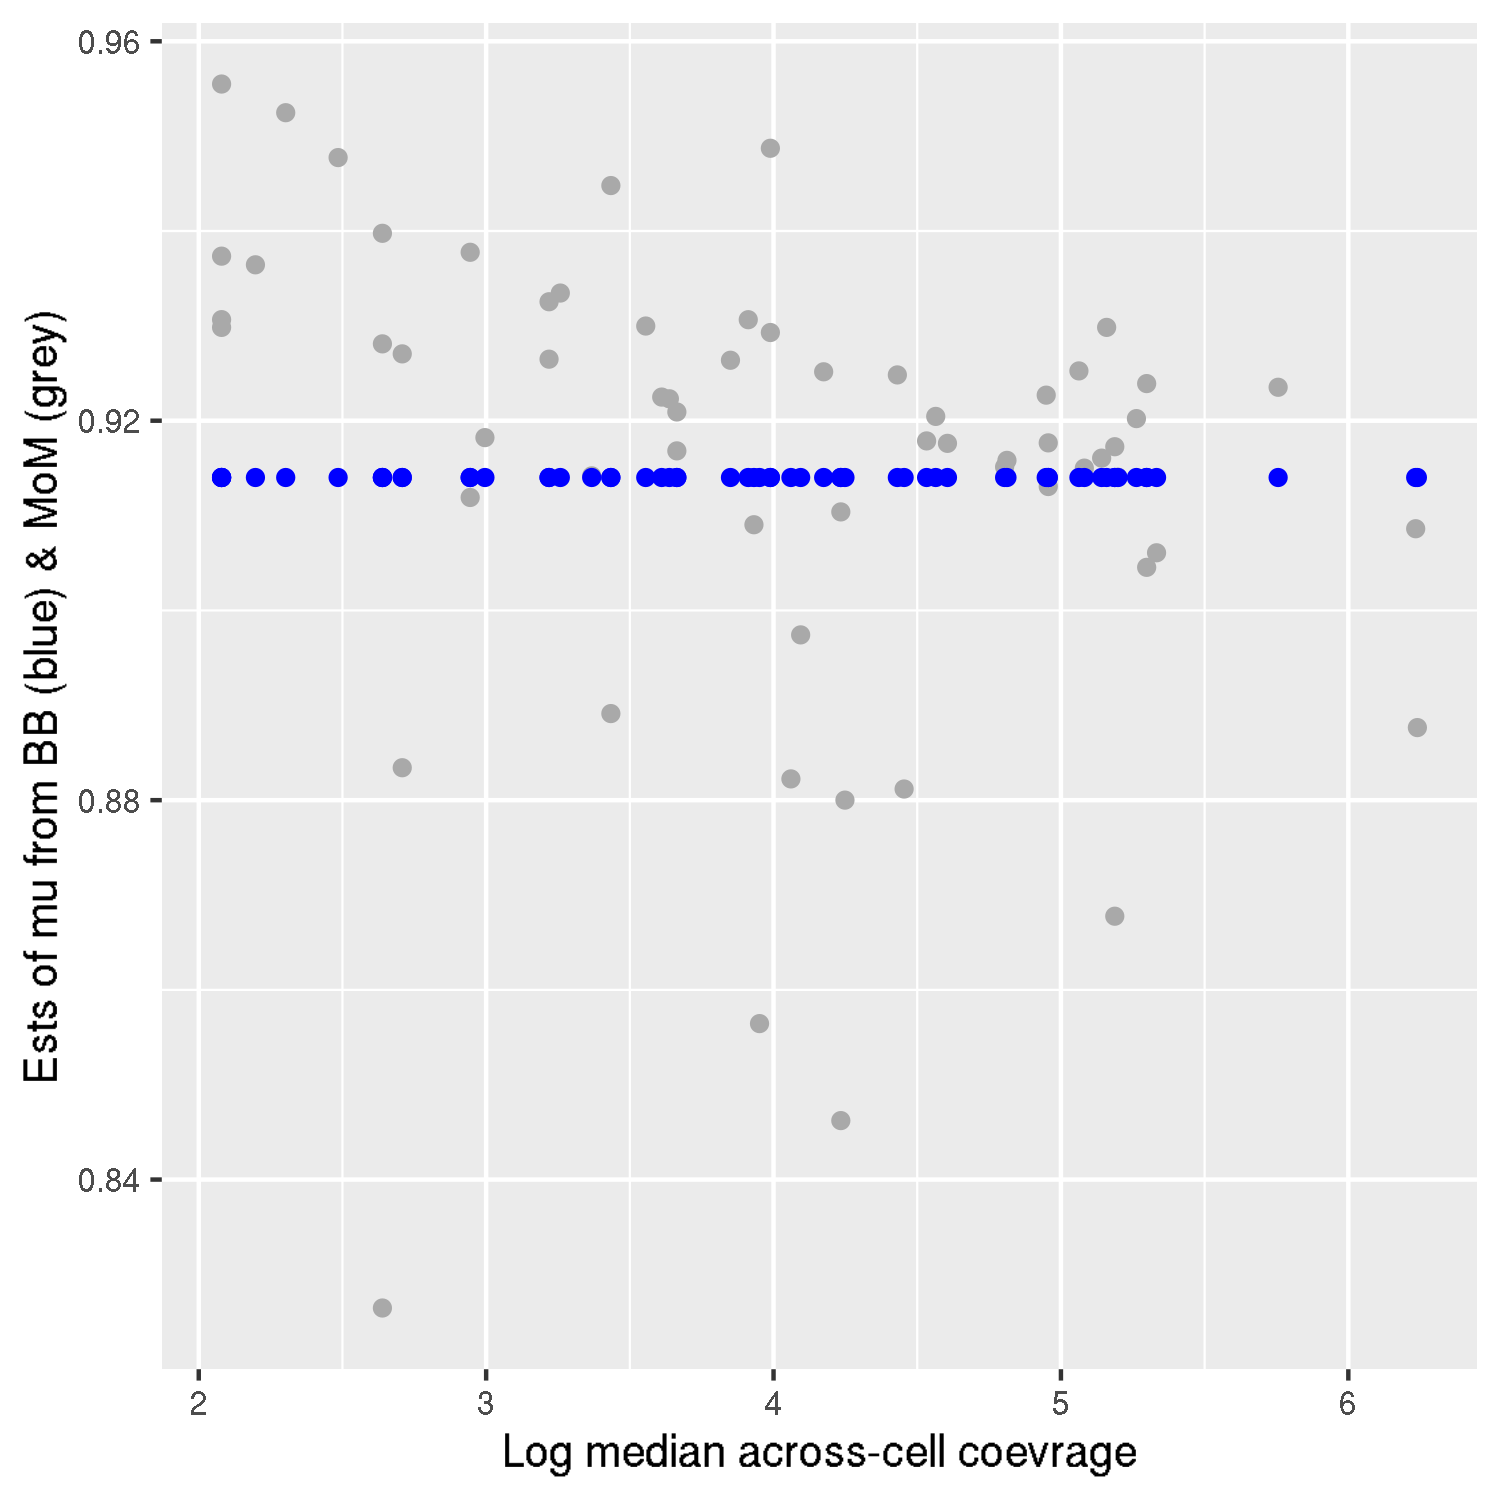 Ests of mu from BB (blue) & MoM (grey)
0.96
0.92
0.88
0.84
2 3 4 5 6
Log median across-cell coevrage